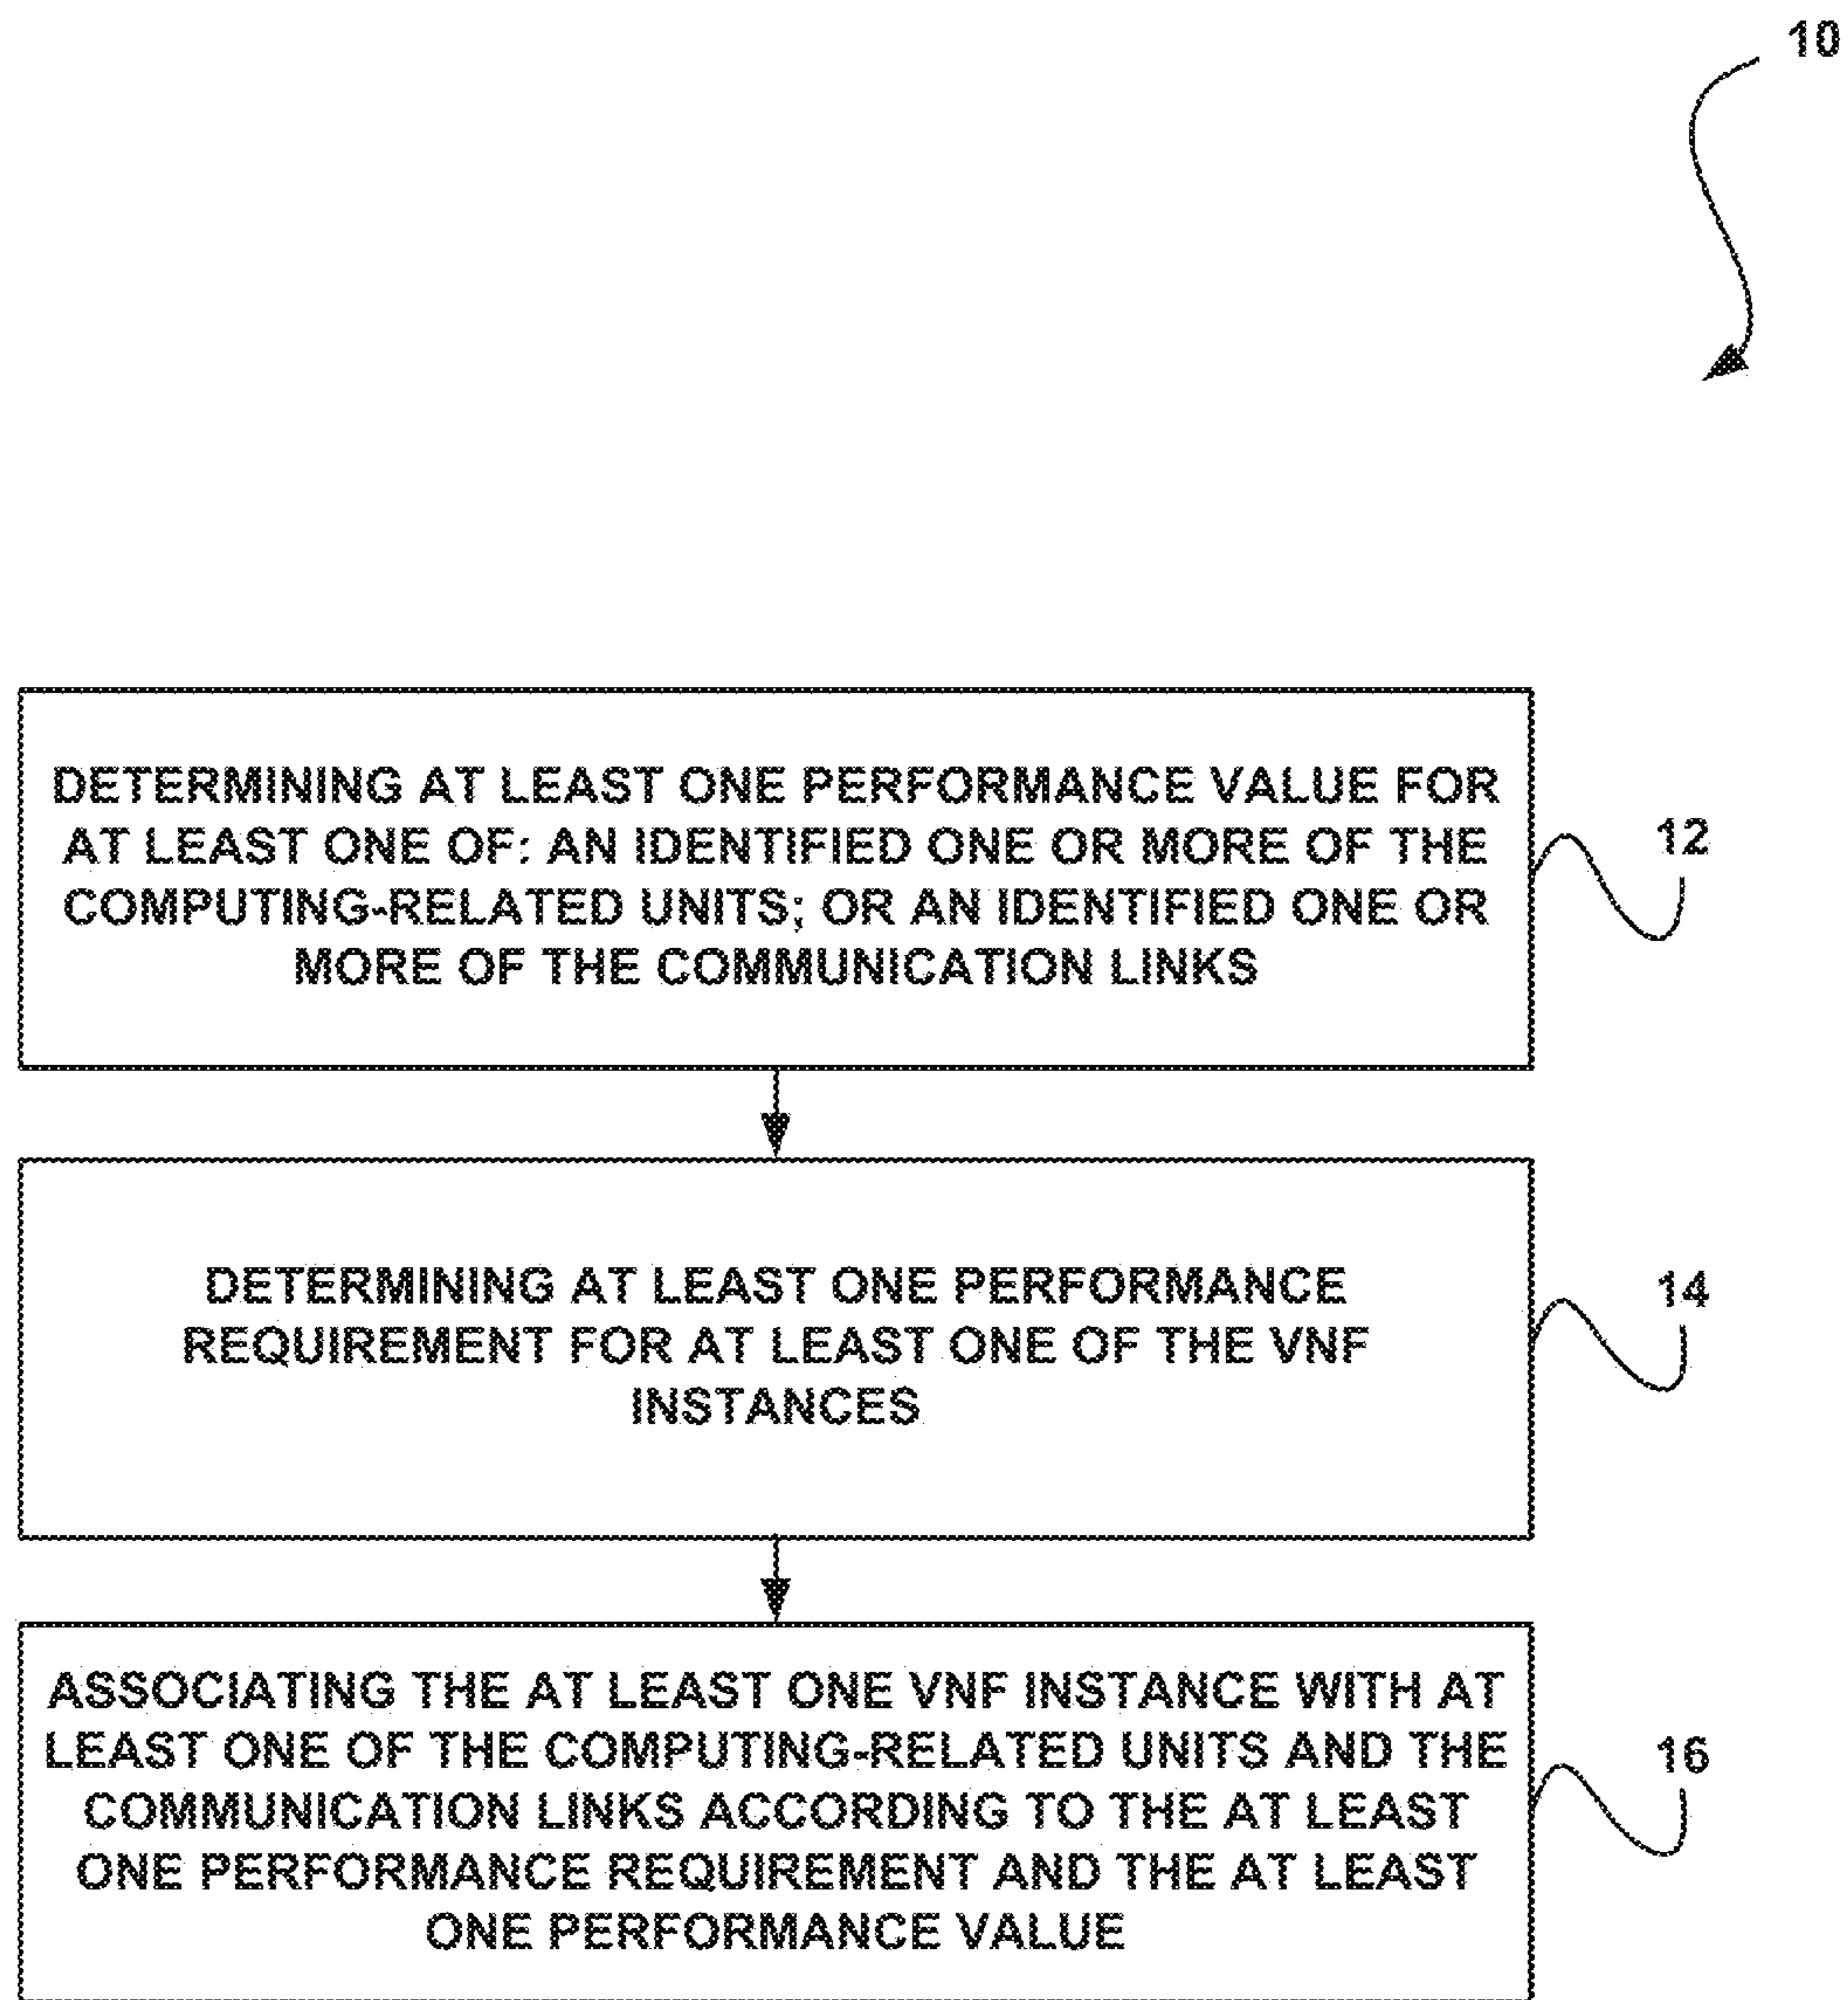 10
DETERMINING AT LEAST ONE PERFORMANCE VALUE FOR
AT LEAST ONE OF: AN IDENTIFIED ONE OR MORE OF THE
COMPUTING-RELATED UNITS; OR AN IDENTIFIED ONE OR
MORE OF THE COMMUNICATION LINKS
12
DETERMINING AT LEAST ONE PERFORMANCE
REQUIREMENT FOR AT LEAST ONE OF THE VNF
INSTANCES
14
ASSOCIATING THE AT LEAST ONE VNF INSTANCE WITH AT
LEAST ONE OF THE COMPUTING-RELATED UNITS AND THE
COMMUNICATION LINKS ACCORDING TO THE AT LEAST
ONE PERFORMANCE REQUIREMENT AND THE AT LEAST
ONE PERFORMANCE VALUE
16